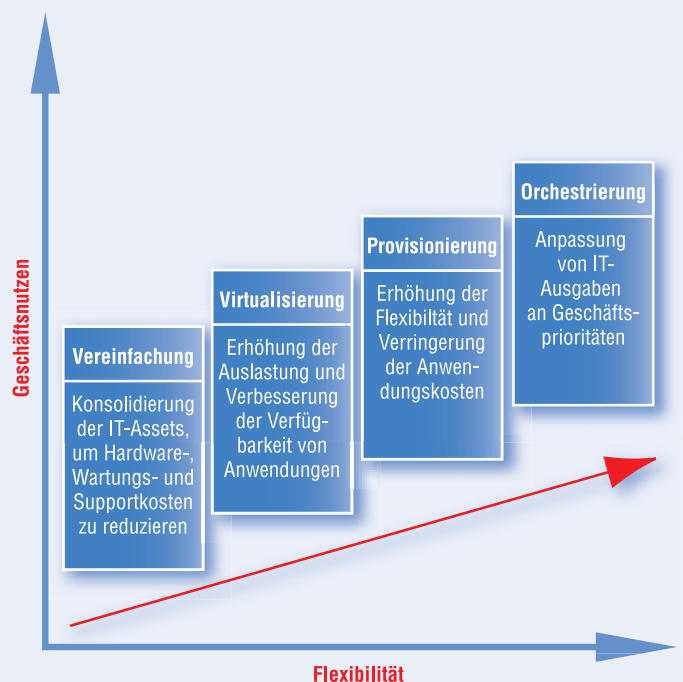 Geschäftsnutzen
Vereinfachung
Konsolidierung
der IT-Assets,
um Hardware-,
Wartungs- und
Supportkosten
zu reduzieren
Virtualisierung
Erhöhung der
Auslastung und
Verbesserung
der Verfüg-
barkeit von
Anwendungen
Provisionierung
Erhöhung der
Flexibiltät und
Verringerung
der Anwen-
dungskosten
Orchestrierung
Anpassung
von IT-
Ausgaben
an Geschäfts-
prioritäten
Flexibilität